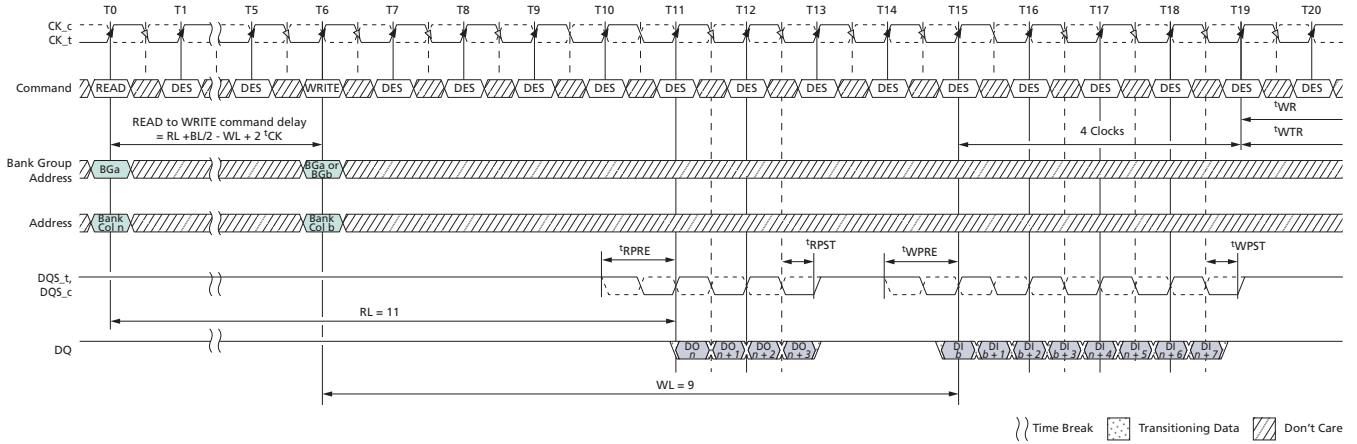 T0 T1 T5 T6 T7 T8 T9 T10 T11 T12 T13 T14 T15 T16 T17 T18 T19 T20
CK_c
CK_t
Command READ DES DES WRITE DES DES DES DES DES DES DES DES DES DES DES DES DES DES
tWR
READ to WRITE command delay
= RL +BL/2 - WL + 2 tCK
4 Clocks
tWTR
Bank Group
Address
BGa
BGa or
BGb
Address
Bank
Col n
Bank
Col b
tRPRE
tRPST
tWPRE
tWPST
DQS_t,
DQS_c
RL = 11
DQ
DO
n
DO
n + 1
DO
n + 2
DO
n + 3
DI
b
DI
b + 1
DI
b + 2
DI
b + 3
DI
n + 4
DI
n + 5
DI
n + 6
DI
n + 7
WL = 9
Time Break Transitioning Data Don't Care